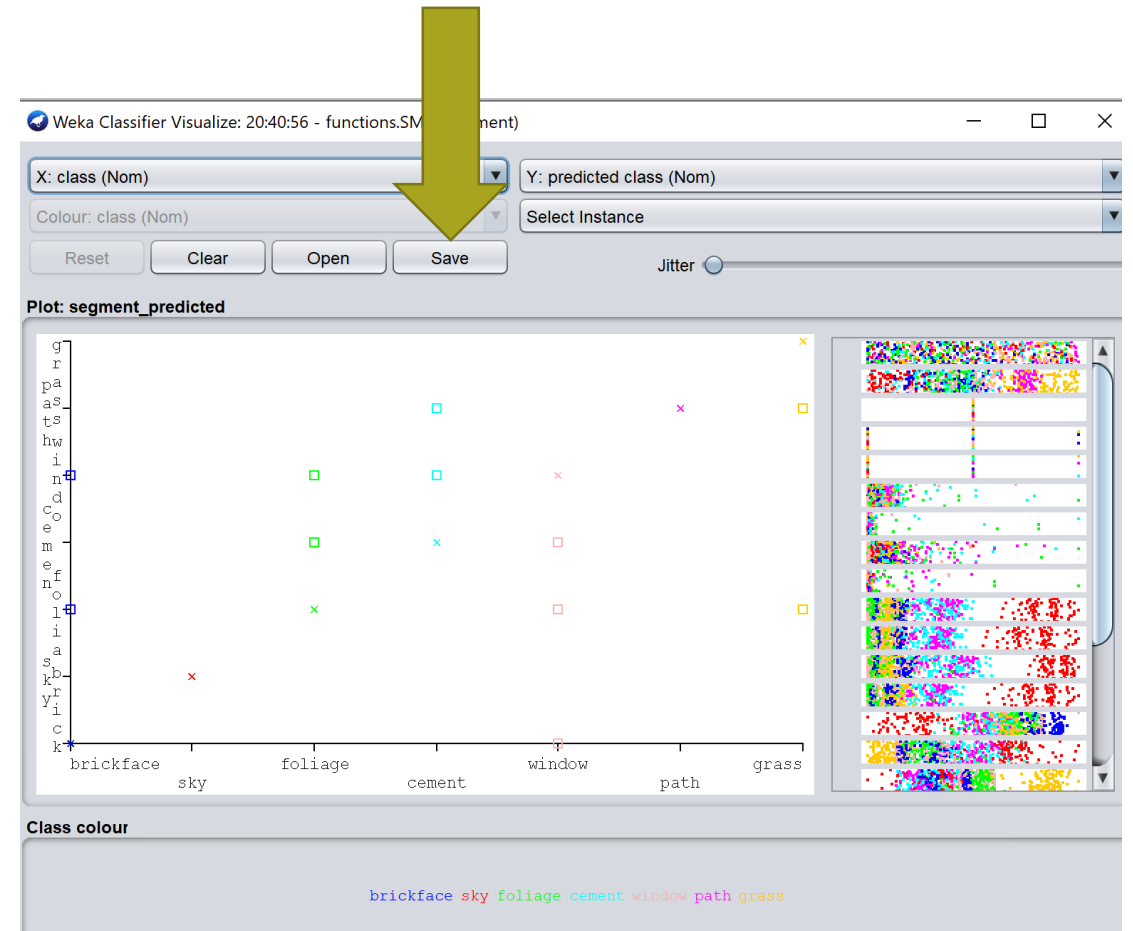 Weka Classifier Visualize: 20:40:56 - functions.SM ment)
X: class (Nom)
Y: predicted class (Nom)
Colour: class (Nom)
Select Instance
Reset
Clear
Open
Save
Jitter
Plot: segment_predicted
brickface
sky
foliage
cement
window
path
grass
Class colour
brickface sky foliage cement window path grass